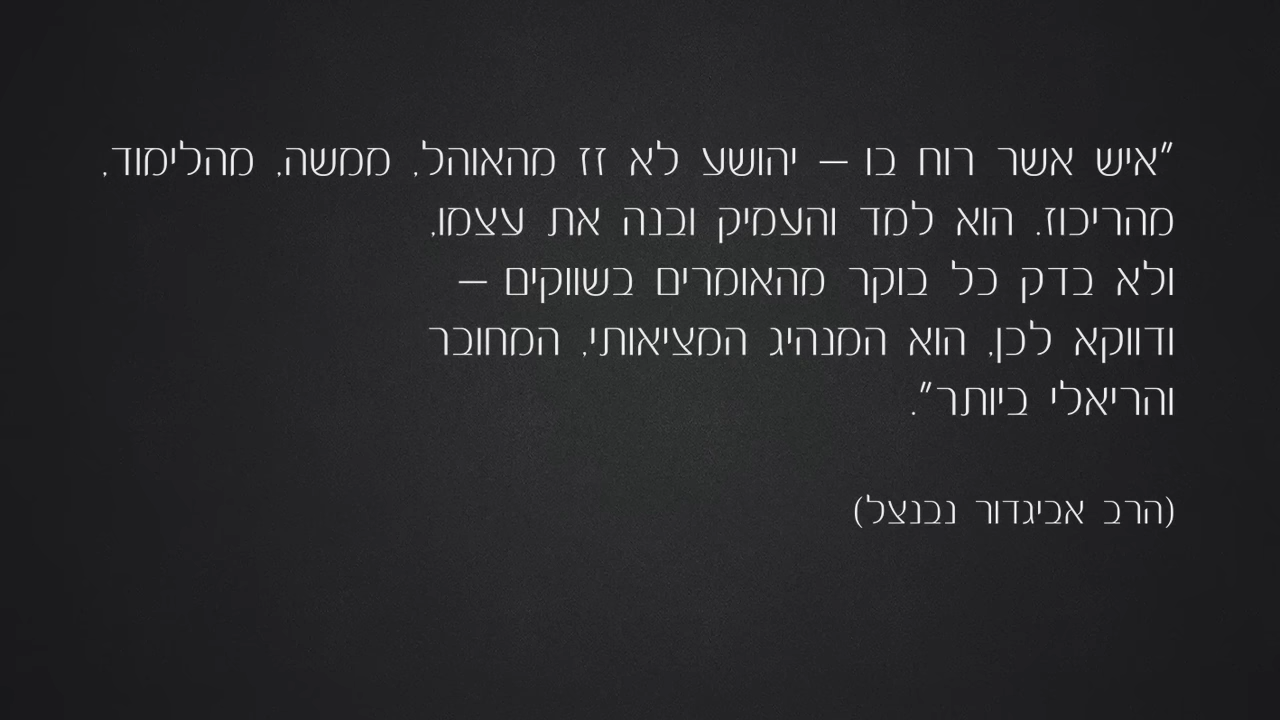 "איש אשר רוח בו – יהושע לא זז מהאוהל, ממשה, מהלימוד,
מהריכוז. הוא למד והעמיק ובנה את עצמו,
ולא בדק כל בוקר מהאומרים בשווקים –
ודווקא לכן, הוא המנהיג המציאותי, המחובר
והריאלי ביותר".
(הרב אביגדור נבנצל)